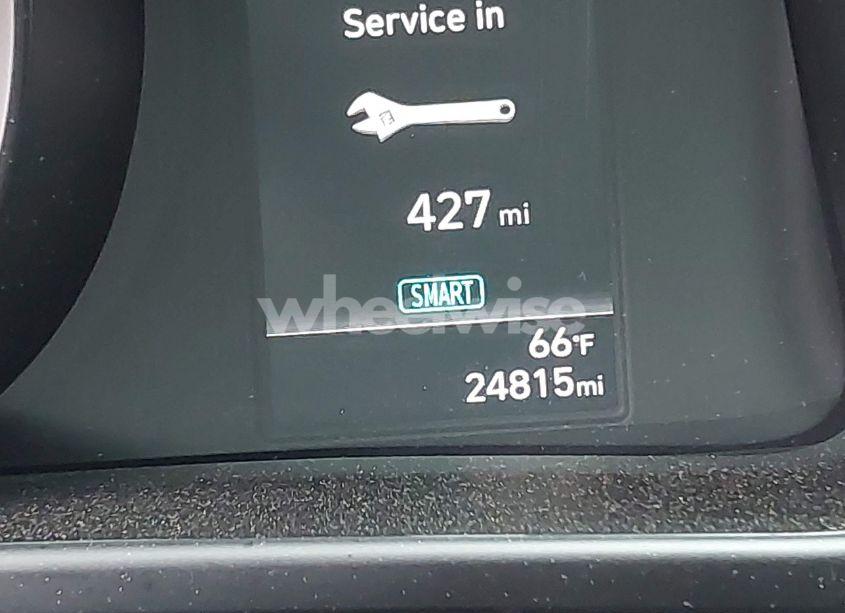 Service in
427 mi
SMART
wheelwise
66°F
24815mi